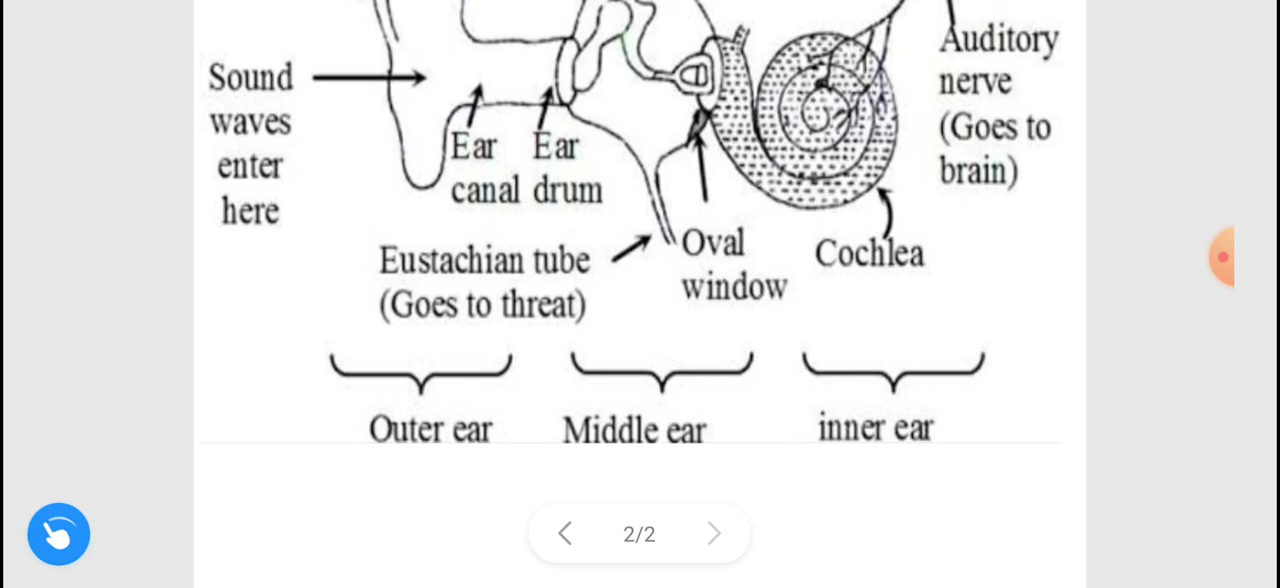 Sound
waves
enter
here
Ear
canal
Ear
drum
Eustachian tube
(Goes to threat)
Oval
window
Cochlea
Auditory
nerve
(Goes to
brain)
Outer ear
Middle ear
inner ear
2/2